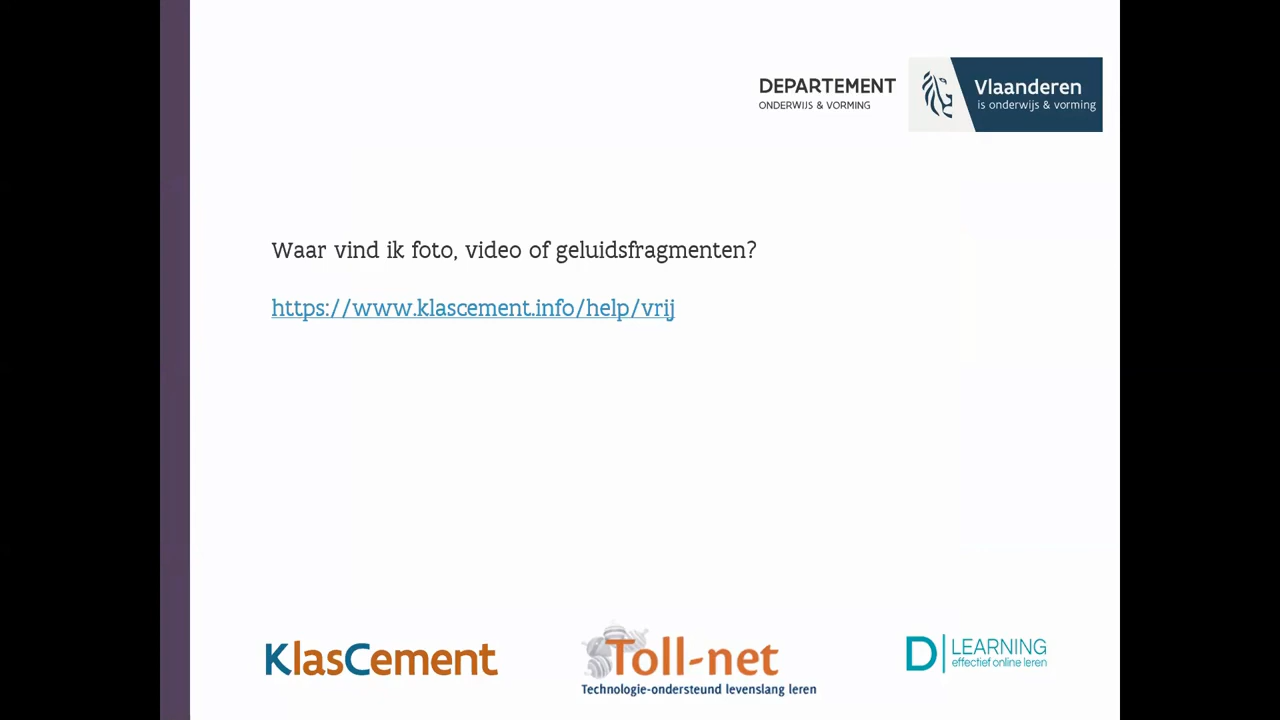 DEPARTEMENT
ONDERWIJS & VORMING
Vlaanderen
is onderwijs & vorming
Waar vind ik foto, video of geluidsfragmenten?
https://www.klascement.info/help/vrij
KlasCement
Toll-net
Technologie-ondersteund levenslang leren
D LEARNING
effectief online leren